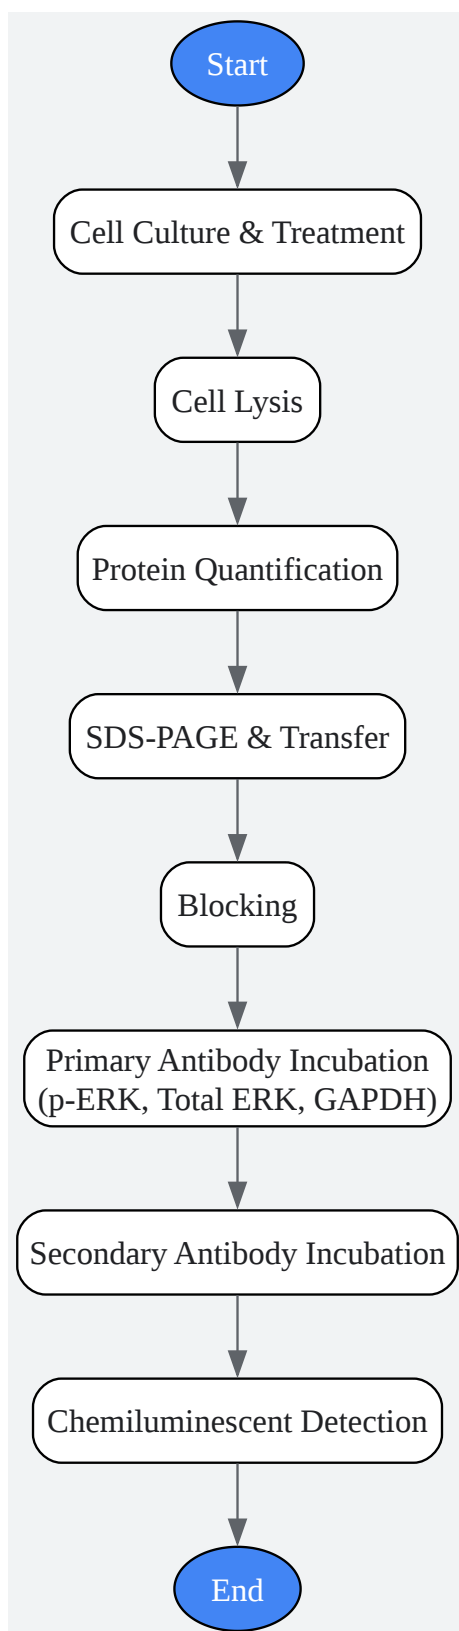 Start
Cell Culture & Treatment
Cell Lysis
Protein Quantification
SDS-PAGE & Transfer
Blocking
Primary Antibody Incubation
(p-ERK, Total ERK, GAPDH)
Secondary Antibody Incubation
Chemiluminescent Detection
End